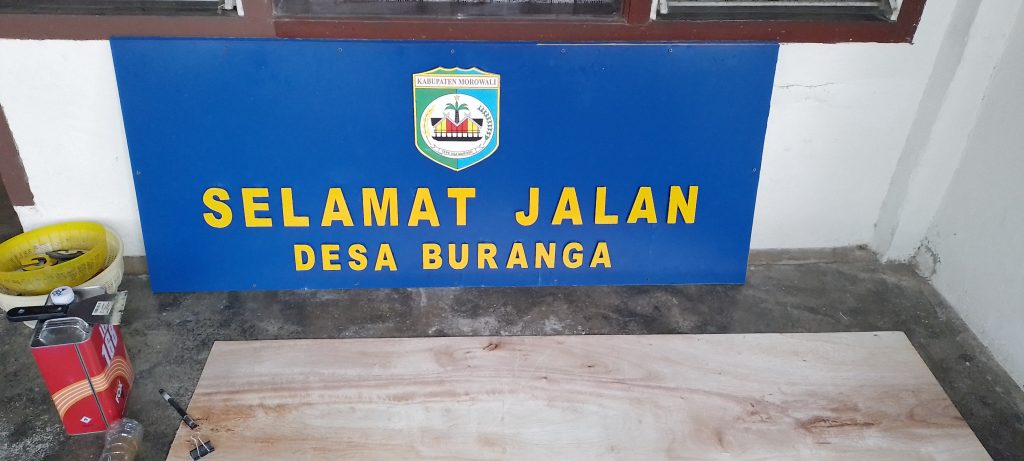 KABUPATEN MOROWALI
SELAMAT JALAN
DESA BURANGA